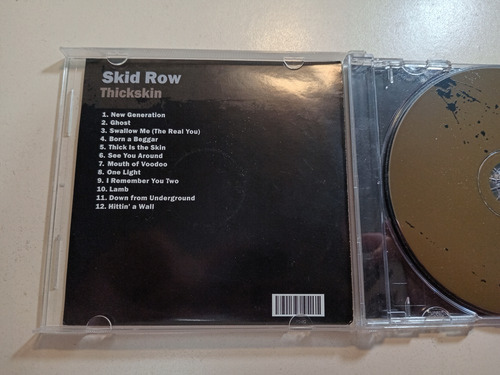 Skid Row
Thickskin
1. New Generation
2. Ghost
3. Swallow Me (The Real You)
4. Born a Beggar
5. Thick Is the Skin
6. See You Around
7. Mouth of Voodoo
8. One Light
9. I Remember You Two
10. Lamb
11. Down from Underground
12. Hittin' a Wall